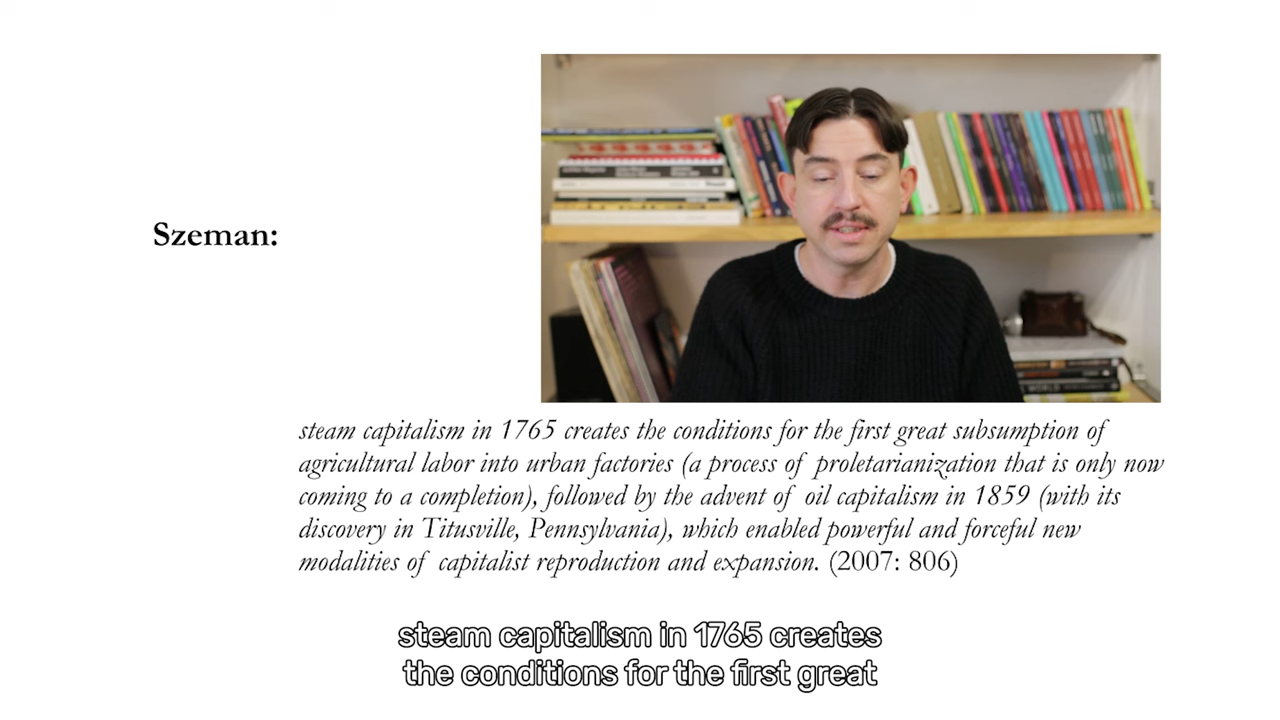 Szeman:
steam capitalism in 1765 creates the conditions for the first great subsumption of
agricultural labor into urban factories (a process of proletarianization that is only now
coming to a completion), followed by the advent of oil capitalism in 1859 (with its
discovery in Titusville, Pennsylvania), which enabled powerful and forceful new
modalities of capitalist reproduction and expansion. (2007: 806)
steam capitalism in 1765 creates
the conditions for the first great